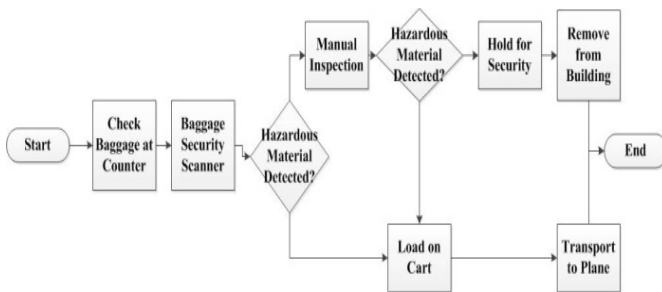 Start
Check
Baggage at
Counter
Baggage
Security
Scanner
Hazardous
Material
Detected?
Manual
Inspection
Hazardous
Material
Detected?
Hold for
Security
Remove
from
Building
End
Load on
Cart
Transport
to Plane